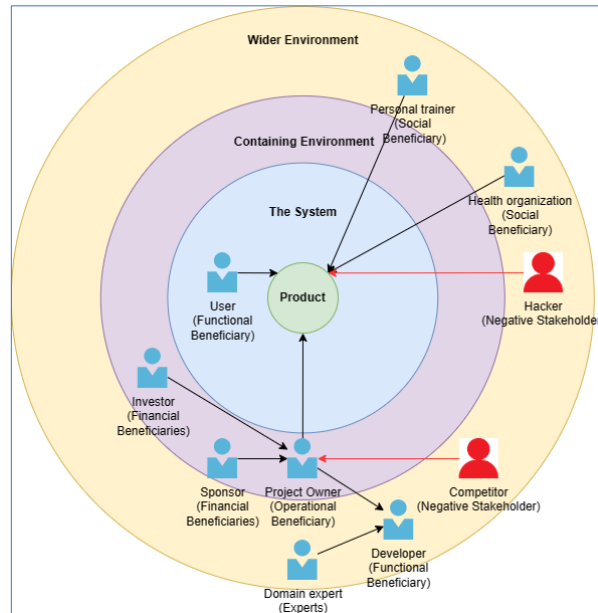 Wider Environment
Personal trainer
(Social
Beneficiary)
Containing Environment
Health organization
(Social
Beneficiary)
The System
Product
User
(Functional
Beneficiary)
Hacker
(Negative Stakeholder)
Investor
(Financial
Beneficiaries)
Sponsor
(Financial
Beneficiaries)
Project Owner
(Operational
Beneficiary)
Competitor
(Negative Stakeholder)
Developer
(Functional
Beneficiary)
Domain expert
(Experts)